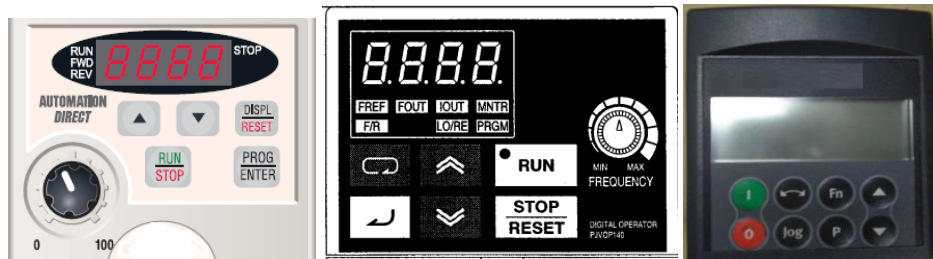 RUN
FWD
REV
8888
STOP
AUTOMATION
DIRECT
DISPL
RESET
RUN
STOP
PROG
ENTER
0
100
8.8.8.8.
FREF FOUT IOUT MNTR
F/R LO/RE PRGM
RUN
MIN MAX
FREQUENCY
STOP
RESET
DIGITAL OPERATOR
PJVOP140
I
Fn
0
Jog
P